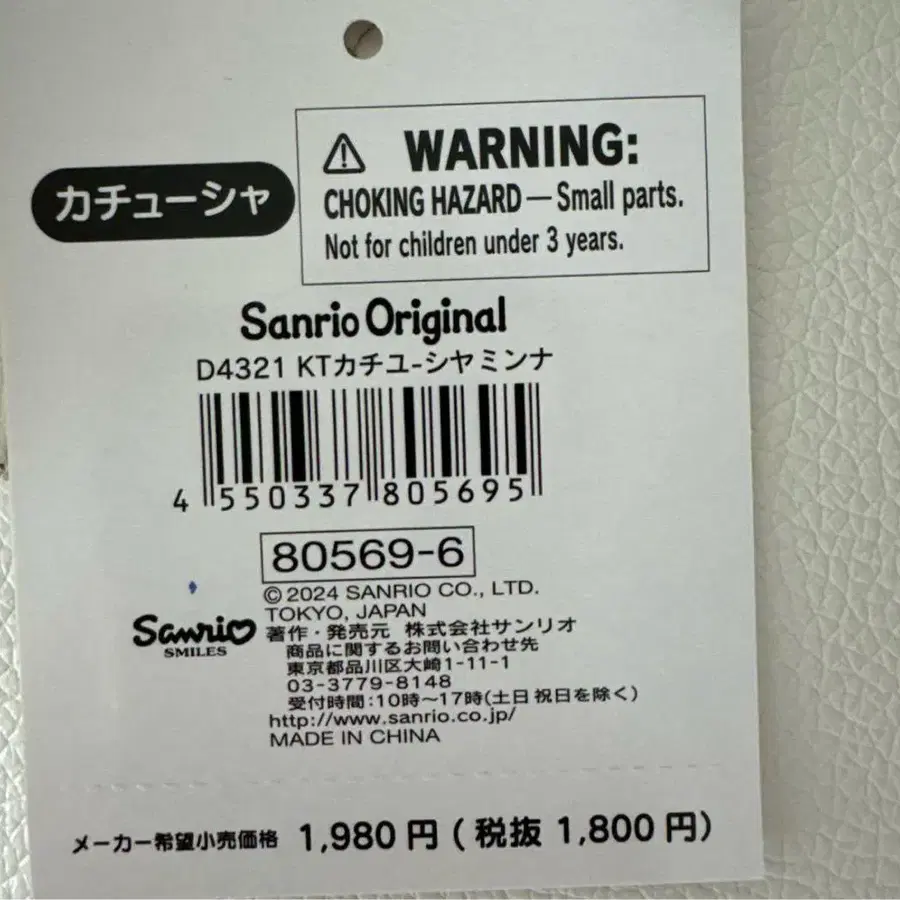 カチューシャ
WARNING:
CHOKING HAZARD — Small parts.
Not for children under 3 years.
Sanrio Original
D4321 KTカチユ-シヤミンナ
4 550337 805695
80569-6
© 2024 SANRIO CO., LTD.
TOKYO, JAPAN
Sanrio
SMILES
著作・発売元 株式会社サンリオ
商品に関するお問い合わせ先
東京都品川区大崎1-11-1
03-3779-8148
受付時間:10時~17時(土日祝日を除く)
http://www.sanrio.co.jp/
MADE IN CHINA
メーカー希望小売価格 1,980 円 ( 税抜 1,800 円)